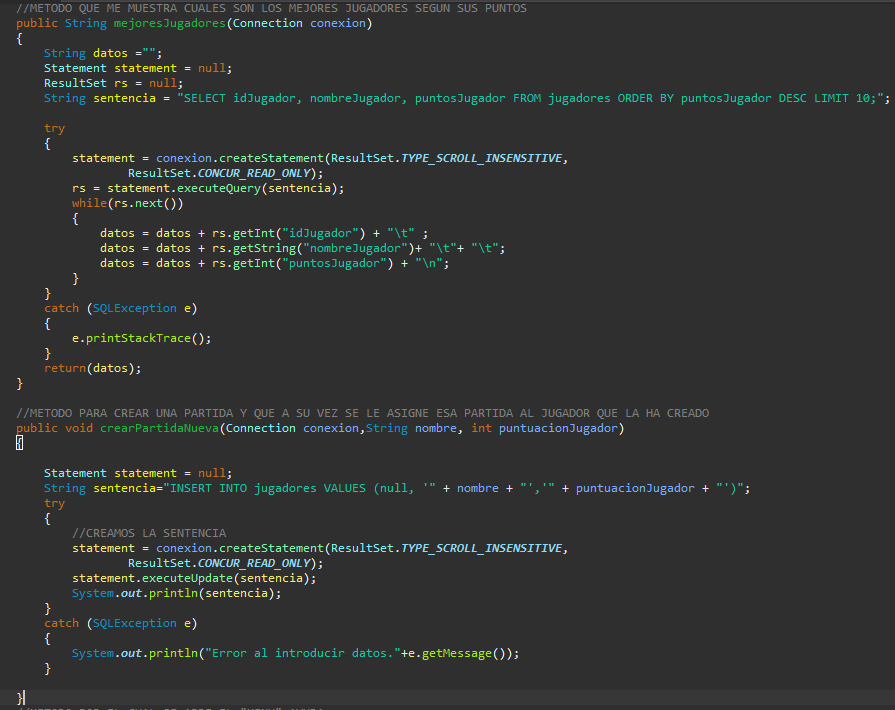 //METODO QUE ME MUESTRA CUALES SON LOS MEJORES JUGADORES SEGUN SUS PUNTOS
public String mejoresJugadores(Connection conexion)
{
    String datos ="";
    Statement statement = null;
    ResultSet rs = null;
    String sentencia = "SELECT idJugador, nombreJugador, puntosJugador FROM jugadores ORDER BY puntosJugador DESC LIMIT 10;";

    try
    {
        statement = conexion.createStatement(ResultSet.TYPE_SCROLL_INSENSITIVE,
                ResultSet.CONCUR_READ_ONLY);
        rs = statement.executeQuery(sentencia);
        while(rs.next())
        {
            datos = datos + rs.getInt("idJugador") + "\t" ;
            datos = datos + rs.getString("nombreJugador")+ "\t"+ "\t";
            datos = datos + rs.getInt("puntosJugador") + "\n";
        }
    }
    catch (SQLException e)
    {
        e.printStackTrace();
    }
    return(datos);
}

//METODO PARA CREAR UNA PARTIDA Y QUE A SU VEZ SE LE ASIGNE ESA PARTIDA AL JUGADOR QUE LA HA CREADO
public void crearPartidaNueva(Connection conexion,String nombre, int puntuacionJugador)
{

    Statement statement = null;
    String sentencia="INSERT INTO jugadores VALUES (null, '" + nombre + "','" + puntuacionJugador + "')";
    try
    {
        //CREAMOS LA SENTENCIA
        statement = conexion.createStatement(ResultSet.TYPE_SCROLL_INSENSITIVE,
                ResultSet.CONCUR_READ_ONLY);
        statement.executeUpdate(sentencia);
        System.out.println(sentencia);
    }
    catch (SQLException e)
    {
        System.out.println("Error al introducir datos."+e.getMessage());
    }

}